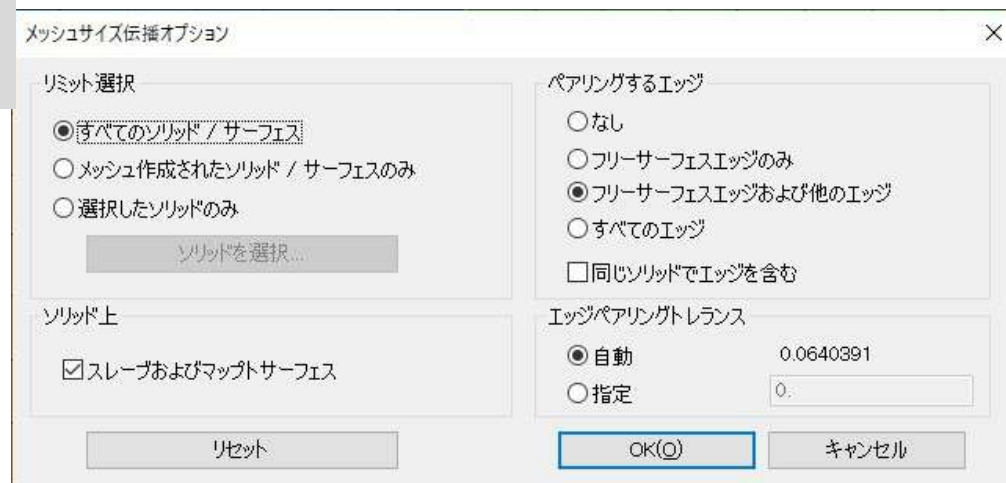 メッシュサイズ伝播オプション
リミット選択
すべてのソリッド / サーフェス
メッシュ作成されたソリッド / サーフェスのみ
選択したソリッドのみ
ソリッドを選択...
ソリッド上
スレーブおよびマップトサーフェス
リセット
ペアリングするエッジ
なし
フリーサーフェスエッジのみ
フリーサーフェスエッジおよび他のエッジ
すべてのエッジ
同じソリッドでエッジを含む
エッジペアリングトレランス
自動 0.0640391
指定 0.
OK(O) キャンセル